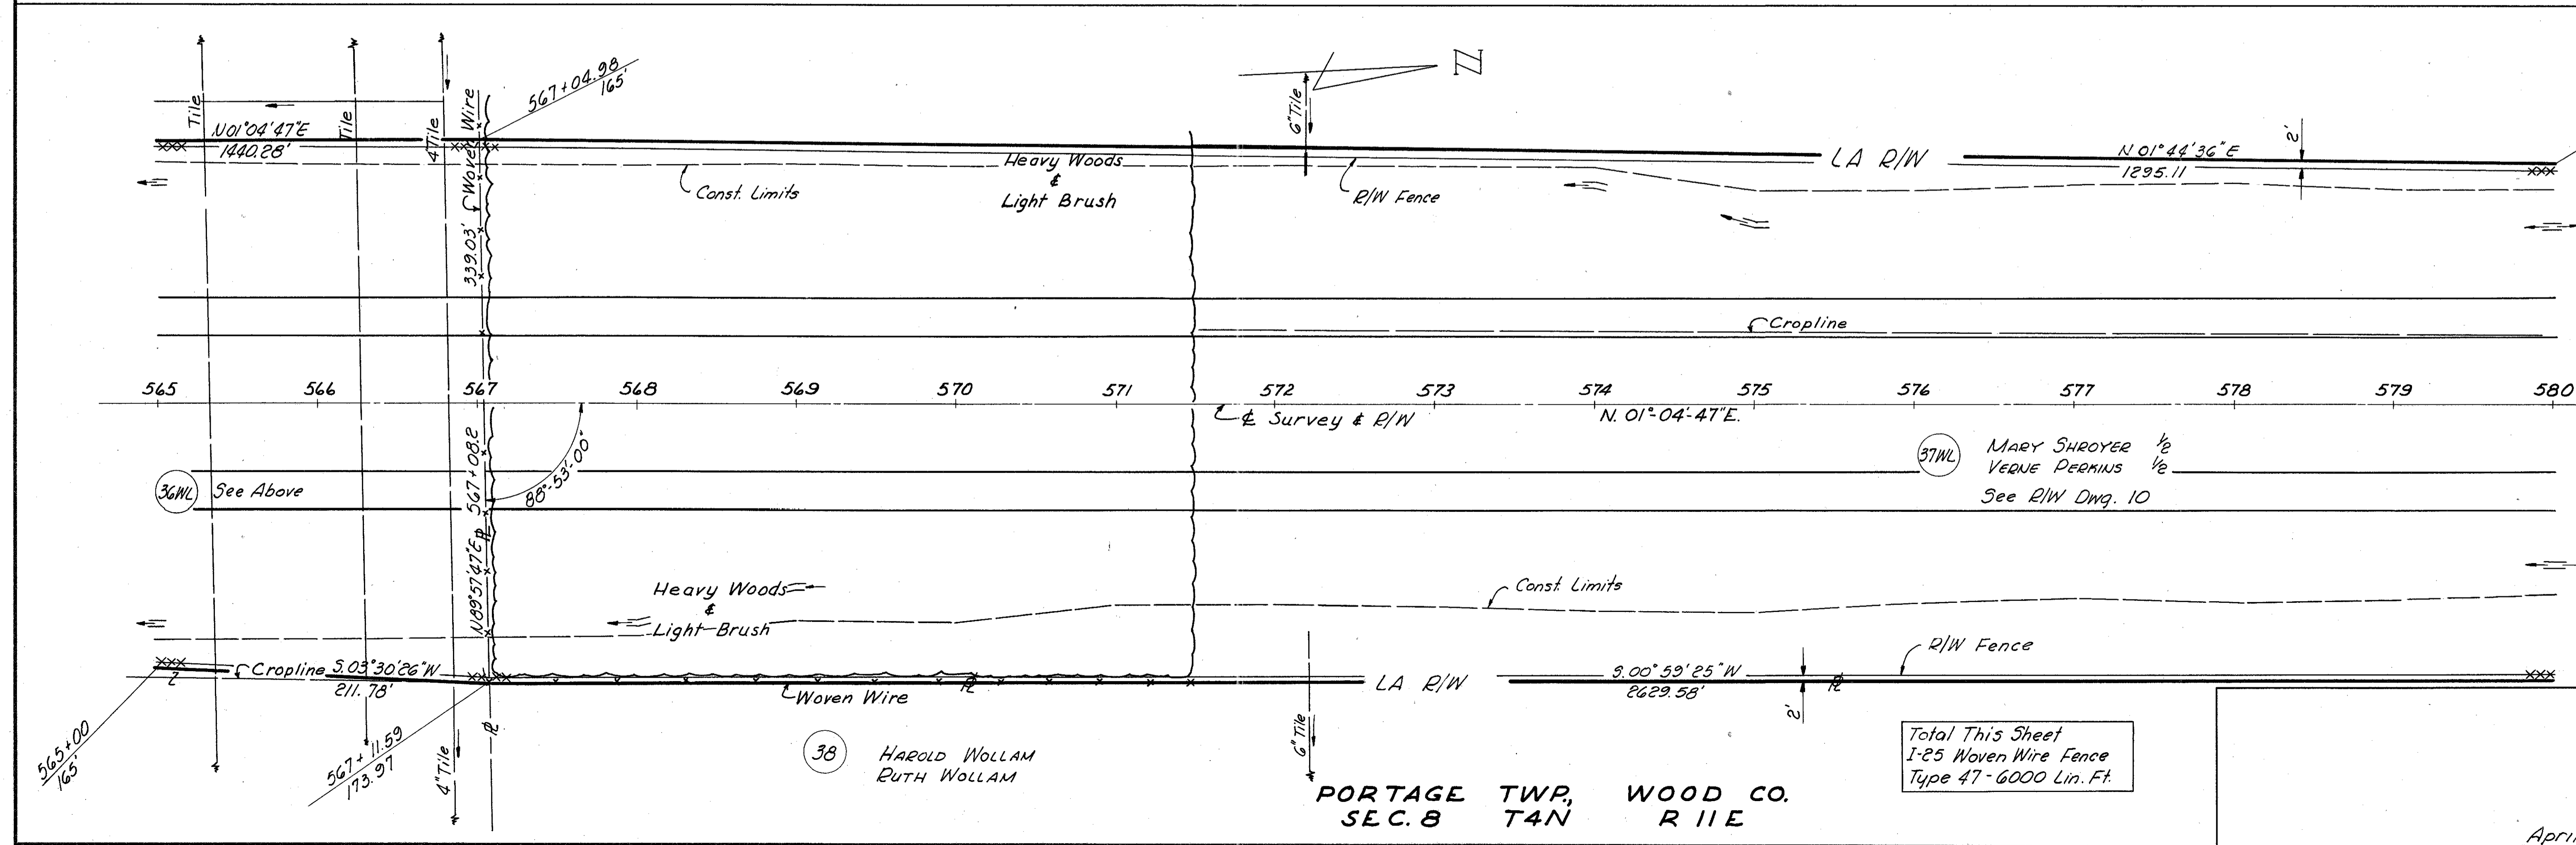 Tile
Tile
4" Tile
Woven Wire
567+04.98
165'
6" Tile
N
N 01°04'47"E
1440.28'
Const. Limits
Heavy Woods
&
Light Brush
R/W Fence
LA R/W
N 01°44'36"E
1295.11
2'
339.03'
Cropline
565 566 567 568 569 570 571 572 573 574 575 576 577 578 579 580
℄ Survey & R/W
N. 01°-04'-47"E.
567+08.2
88°-53'-00"
36WL See Above
37WL
MARY SHROYER 1/2
VERNE PERKINS 1/2
See R/W Dwg. 10
N89°57'47"E
Heavy Woods
&
Light Brush
Const. Limits
Cropline
S.03°30'26"W
211.78'
Woven Wire
LA R/W
S.00°59'25"W
2629.58'
R/W Fence
2'
565+00
165'
567+11.59
173.97
4" Tile
38
HAROLD WOLLAM
RUTH WOLLAM
6" Tile
PORTAGE TWP., WOOD CO.
SEC. 8 T4N R 11 E
Total This Sheet
I-25 Woven Wire Fence
Type 47 - 6000 Lin. Ft.